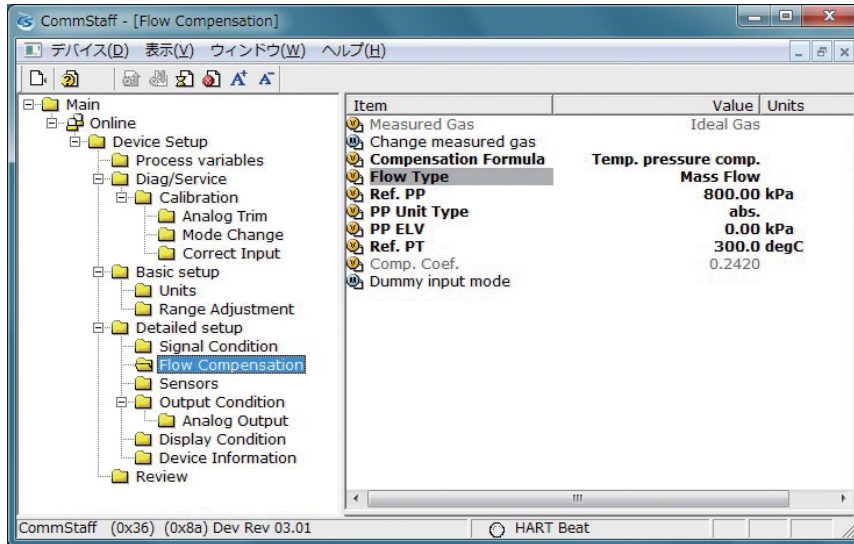 CommStaff - [Flow Compensation]
デバイス(D) 表示(V) ウィンドウ(W) ヘルプ(H)
Main
Online
Device Setup
Process variables
Diag/Service
Calibration
Analog Trim
Mode Change
Correct Input
Basic setup
Units
Range Adjustment
Detailed setup
Signal Condition
Flow Compensation
Sensors
Output Condition
Analog Output
Display Condition
Device Information
Review
Item Value Units
Measured Gas Ideal Gas
Change measured gas
Compensation Formula Temp. pressure comp.
Flow Type Mass Flow
Ref. PP 800.00 kPa
PP Unit Type abs.
PP ELV 0.00 kPa
Ref. PT 300.0 degC
Comp. Coef. 0.2420
Dummy input mode
CommStaff (0x36) (0x8a) Dev Rev 03.01 HART Beat